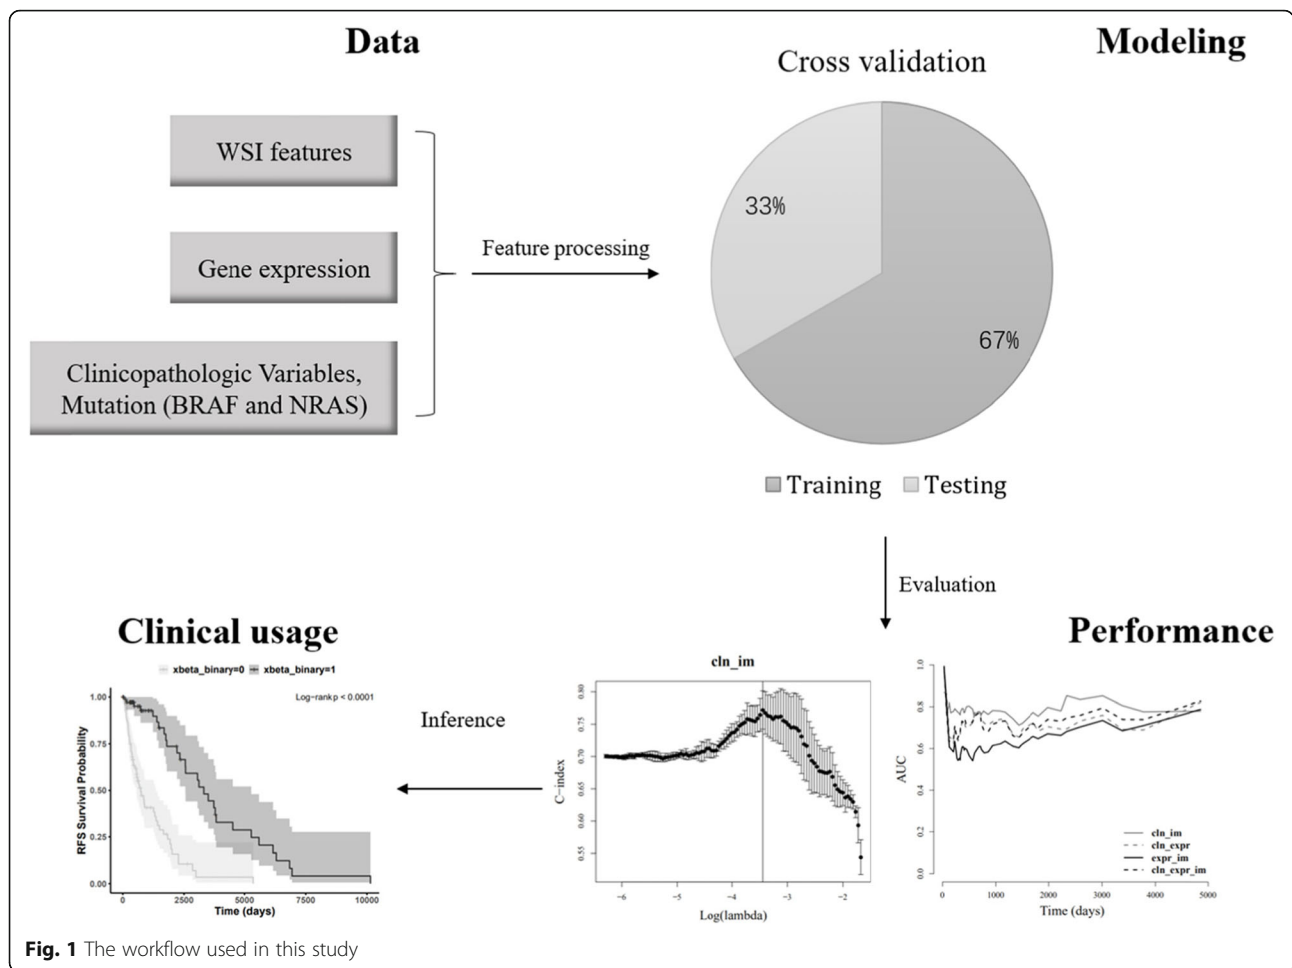 Data
Modeling
Cross validation
WSI features
Gene expression
Clinicopathologic Variables,
Mutation (BRAF and NRAS)
Feature processing
33%
67%
Training Testing
Evaluation
Clinical usage
xbeta_binary=0 xbeta_binary=1
Log-rank p < 0.0001
RFS Survival Probability
1.00
0.75
0.50
0.25
0.00
0 2500 5000 7500 10000
Time (days)
Inference
cln_im
C-index
0.80
0.75
0.70
0.65
0.60
0.55
-6 -4 -3 -2
Log(lambda)
Performance
AUC
1.0
0.8
0.6
0.4
0.2
0.0
cln_im
cln_expr
expr_im
cln_expr_im
0 1000 2000 3000 4000 5000
Time (days)
Fig. 1 The workflow used in this study